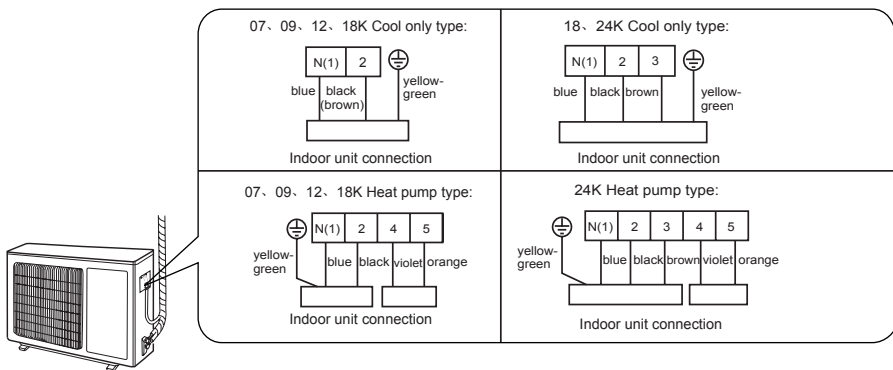 07、09、12、18K Cool only type:
N(1) 2
blue black (brown) yellow-green
Indoor unit connection
18、24K Cool only type:
N(1) 2 3
blue black brown yellow-green
Indoor unit connection
07、09、12、18K Heat pump type:
N(1) 2 4 5
yellow-green blue black violet orange
Indoor unit connection
24K Heat pump type:
N(1) 2 3 4 5
yellow-green blue black brown violet orange
Indoor unit connection